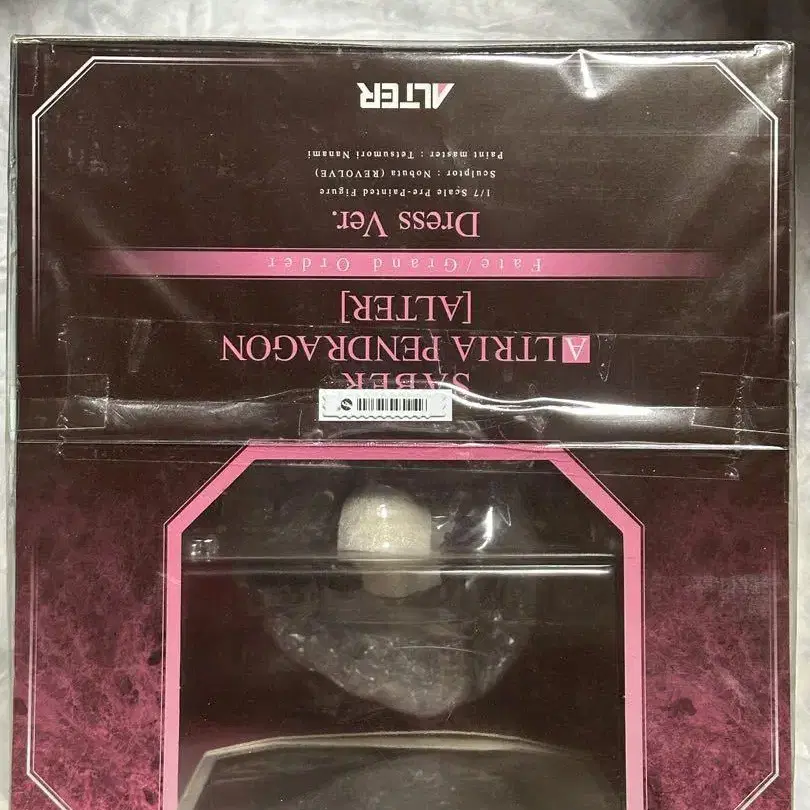 SABER
ALTRIA PENDRAGON
[ALTER]
Fate/Grand Order
Dress Ver.
1/7 Scale Pre-Painted Figure
Sculptor : Nobuta (REVOLVE)
Paint master : Tetsumori Nanami
ALTER